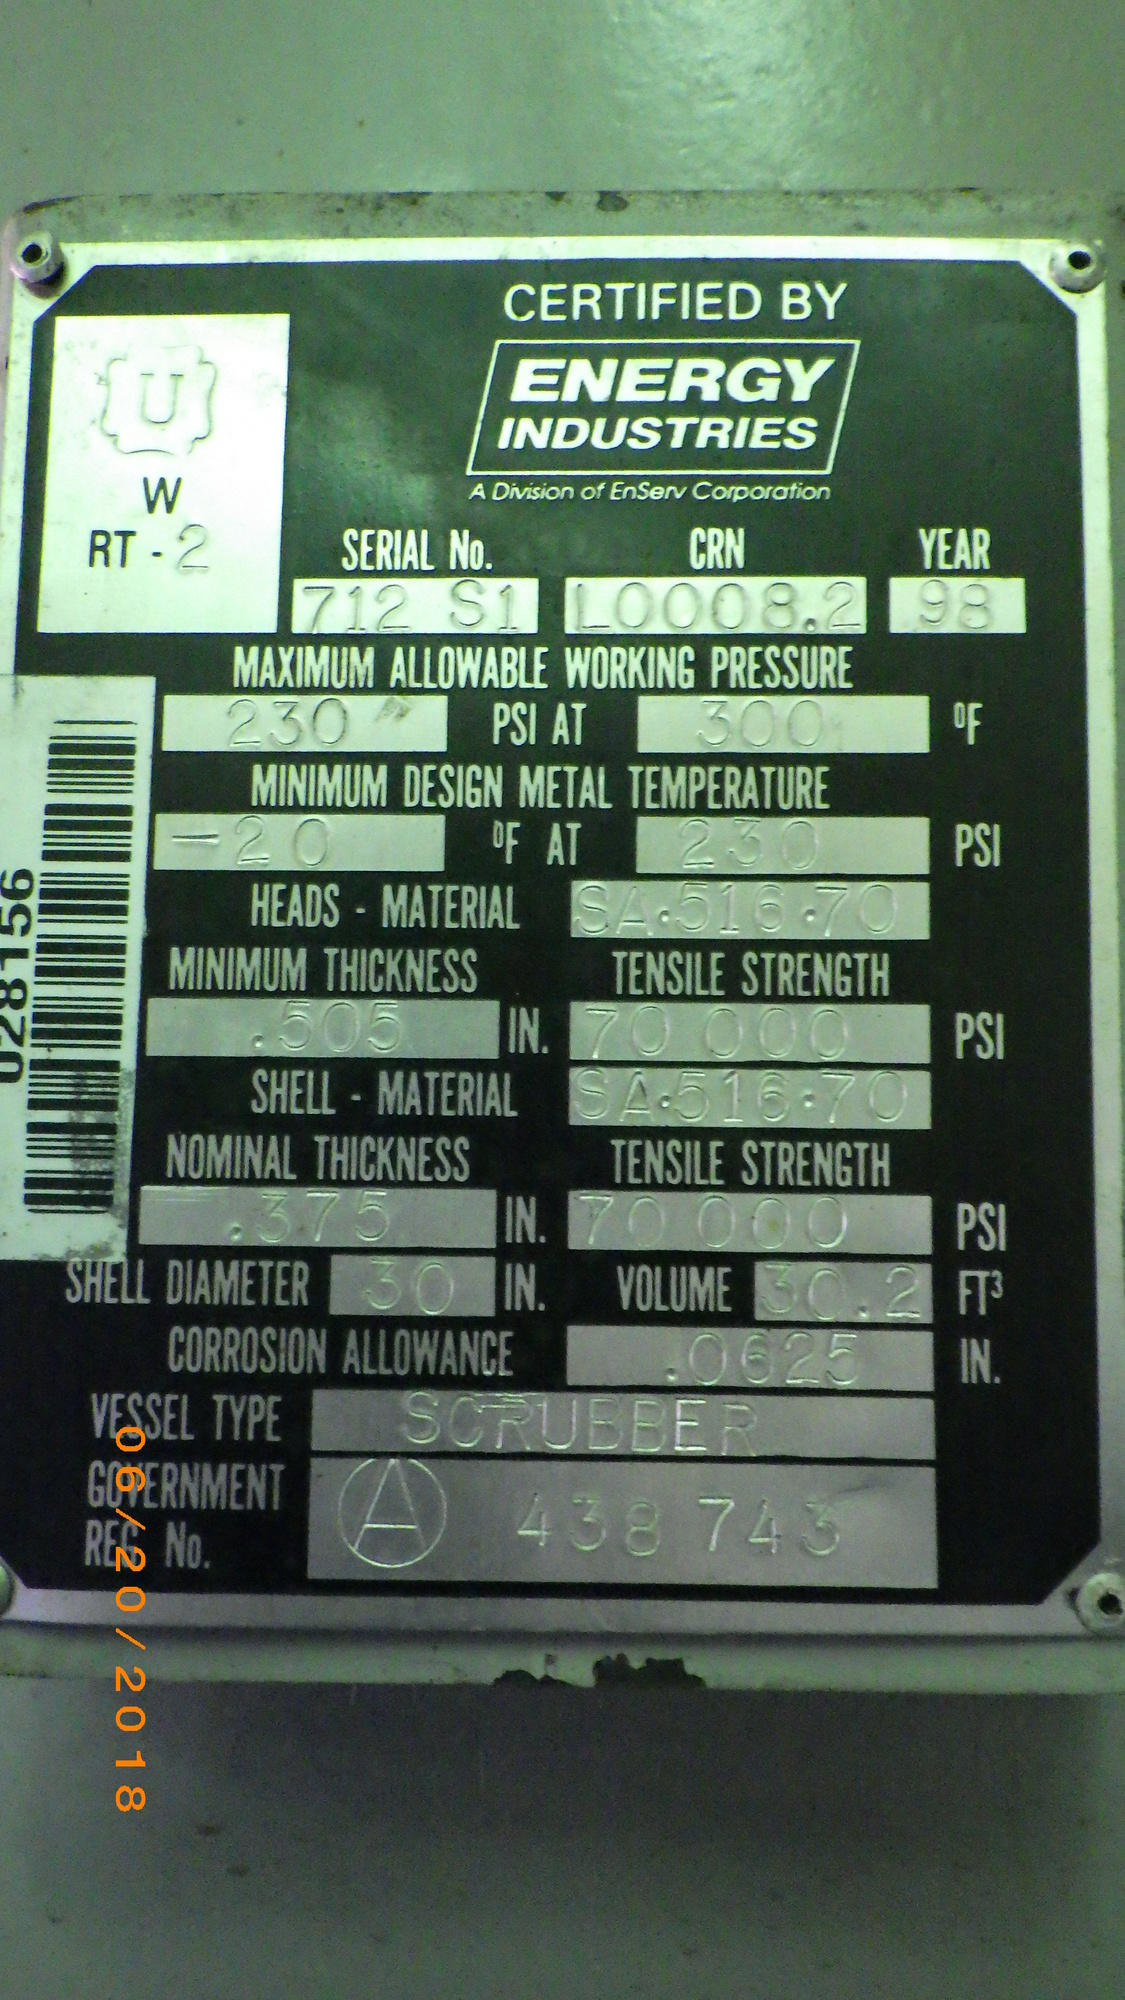 CERTIFIED BY
ENERGY
INDUSTRIES
A Division of EnServ Corporation
U
W
RT - 2
SERIAL No. CRN YEAR
712 S1 L0008.2 98
MAXIMUM ALLOWABLE WORKING PRESSURE
230 PSI AT 300 ⁰F
MINIMUM DESIGN METAL TEMPERATURE
-20 ⁰F AT 230 PSI
HEADS - MATERIAL SA.516.70
MINIMUM THICKNESS TENSILE STRENGTH
.505 IN. 70 000 PSI
SHELL - MATERIAL SA.516.70
NOMINAL THICKNESS TENSILE STRENGTH
.375 IN. 70 000 PSI
SHELL DIAMETER 30 IN. VOLUME 30.2 FT³
CORROSION ALLOWANCE .0625 IN.
VESSEL TYPE SCRUBBER
GOVERNMENT
REG. No. A 438 743
028156
06/20/2018